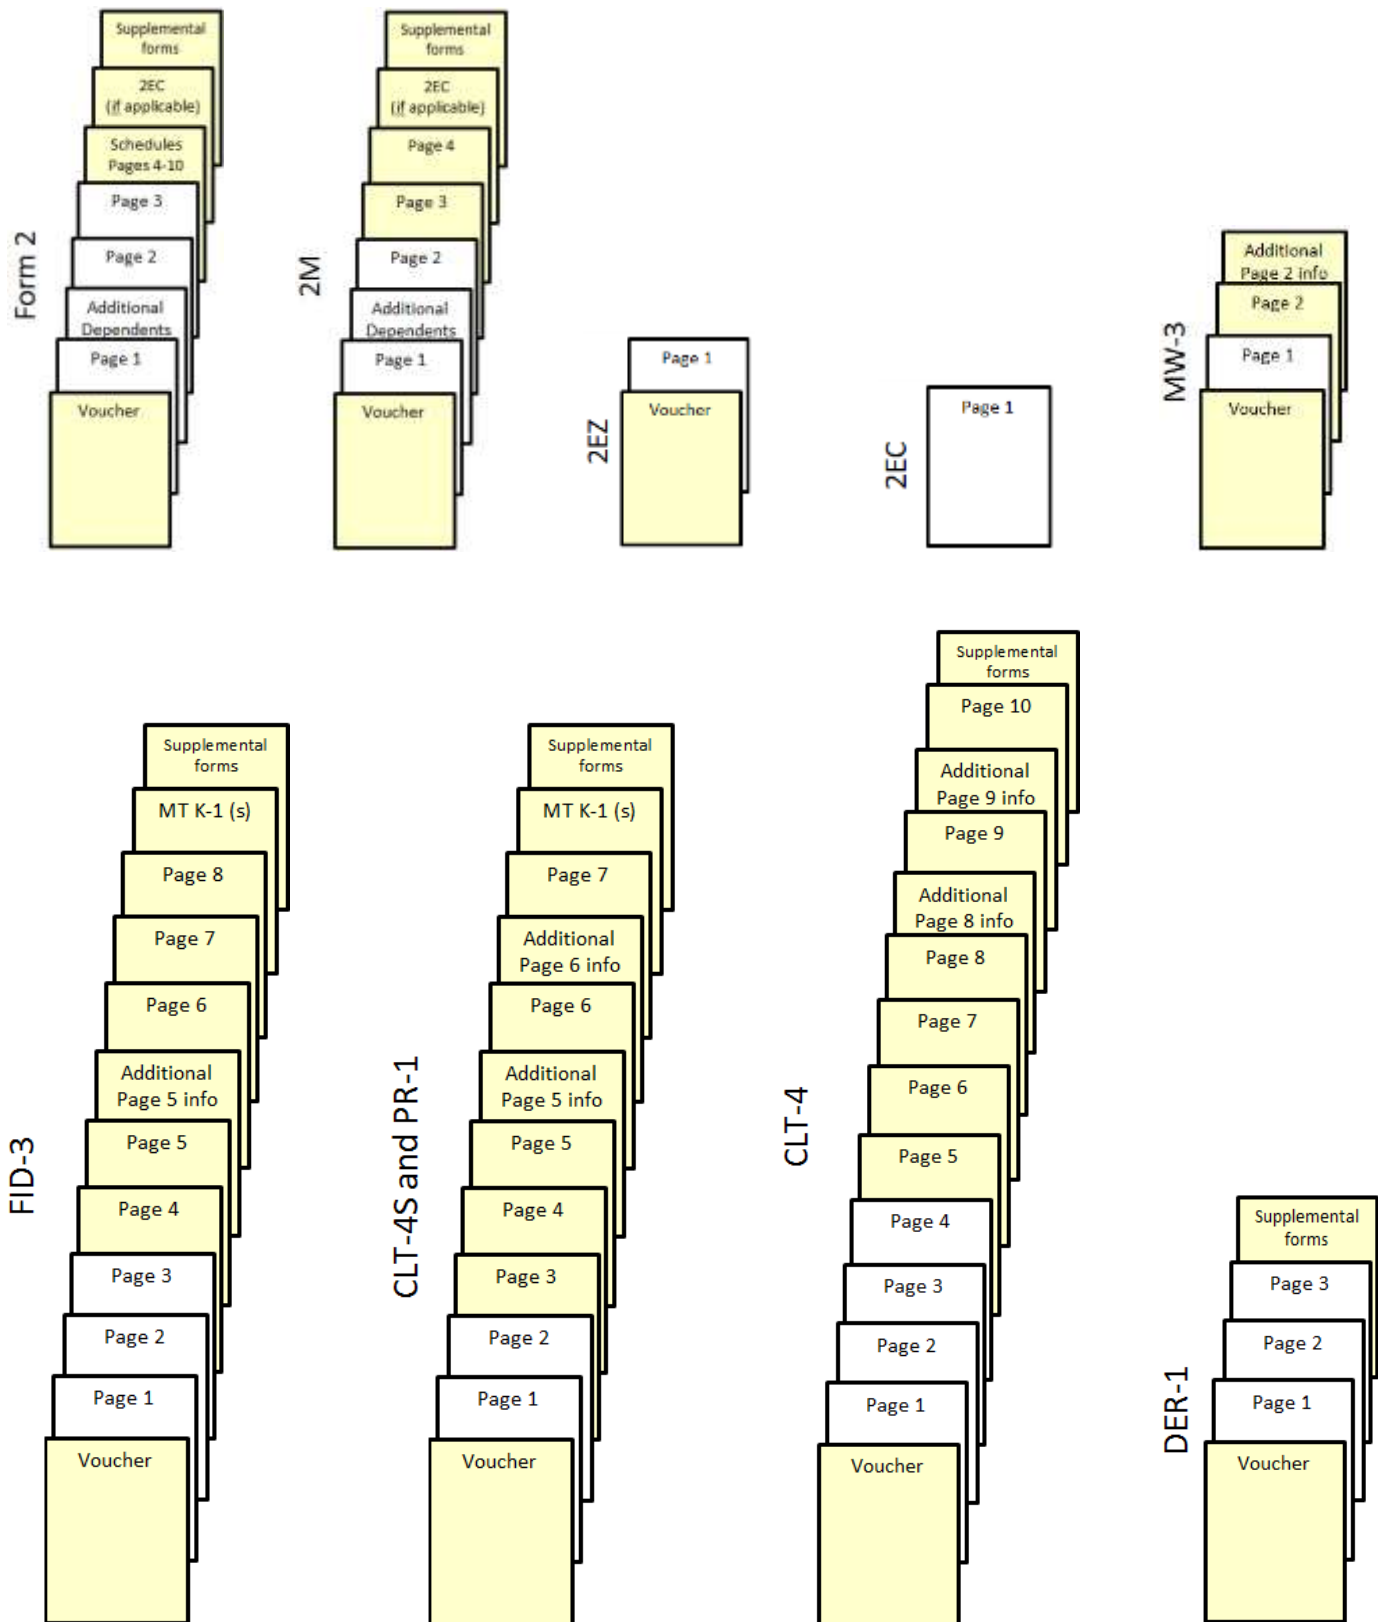 Form 2
Supplemental
forms
2EC
(if applicable)
Schedules
Pages 4-10
Page 3
Page 2
Additional
Dependents
Page 1
Voucher
2M
Supplemental
forms
2EC
(if applicable)
Page 4
Page 3
Page 2
Additional
Dependents
Page 1
Voucher
2EZ
Page 1
Voucher
2EC
Page 1
MW-3
Additional
Page 2 info
Page 2
Page 1
Voucher
FID-3
Supplemental
forms
MT K-1 (s)
Page 8
Page 7
Page 6
Additional
Page 5 info
Page 5
Page 4
Page 3
Page 2
Page 1
Voucher
CLT-4S and PR-1
Supplemental
forms
MT K-1 (s)
Page 7
Additional
Page 6 info
Page 6
Additional
Page 5 info
Page 5
Page 4
Page 3
Page 2
Page 1
Voucher
CLT-4
Supplemental
forms
Page 10
Additional
Page 9 info
Page 9
Additional
Page 8 info
Page 8
Page 7
Page 6
Page 5
Page 4
Page 3
Page 2
Page 1
Voucher
DER-1
Supplemental
forms
Page 3
Page 2
Page 1
Voucher